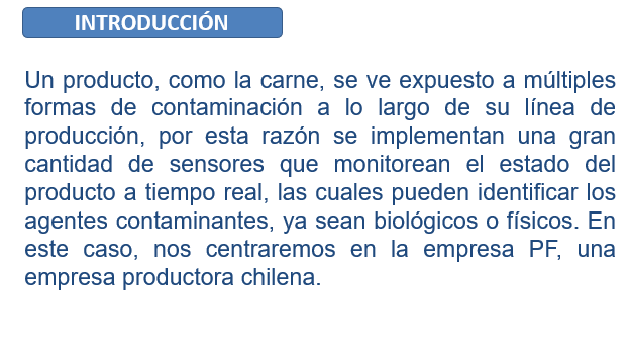 INTRODUCCIÓN
Un producto, como la carne, se ve expuesto a múltiples
formas de contaminación a lo largo de su línea de
producción, por esta razón se implementan una gran
cantidad de sensores que monitorean el estado del
producto a tiempo real, las cuales pueden identificar los
agentes contaminantes, ya sean biológicos o físicos. En
este caso, nos centraremos en la empresa PF, una
empresa productora chilena.